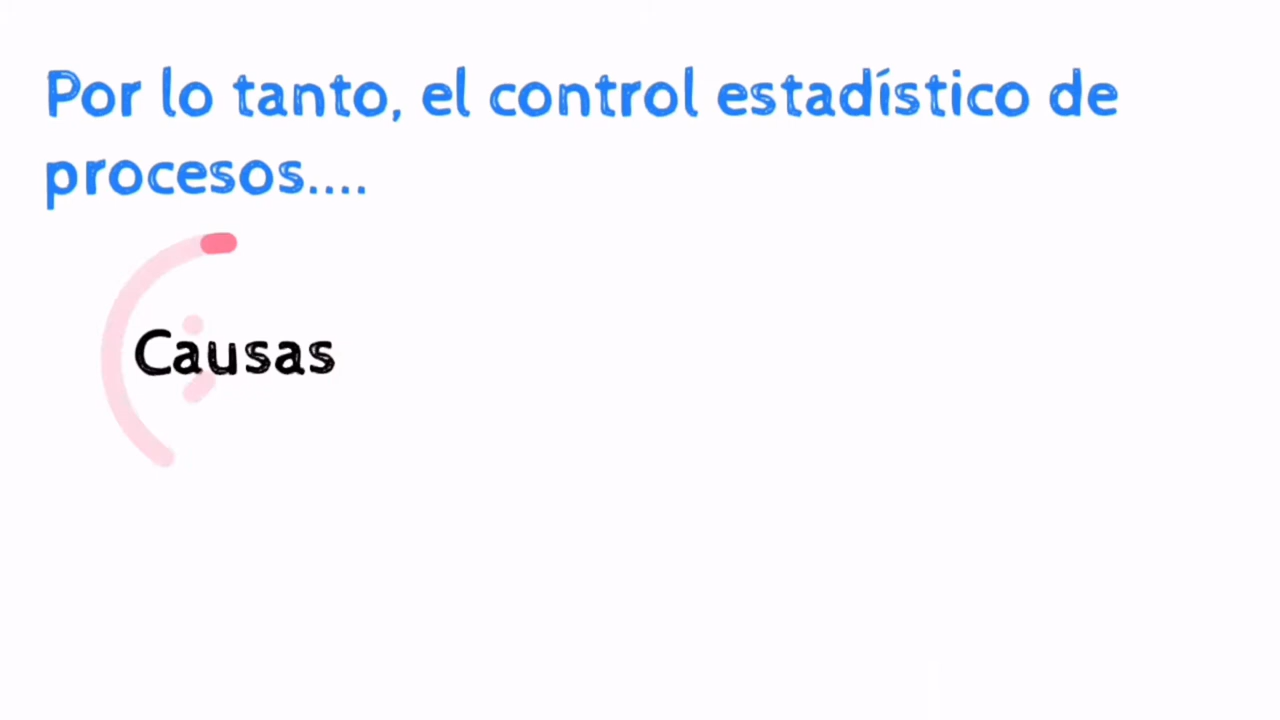 Por lo tanto, el control estadístico de
procesos....
Causas